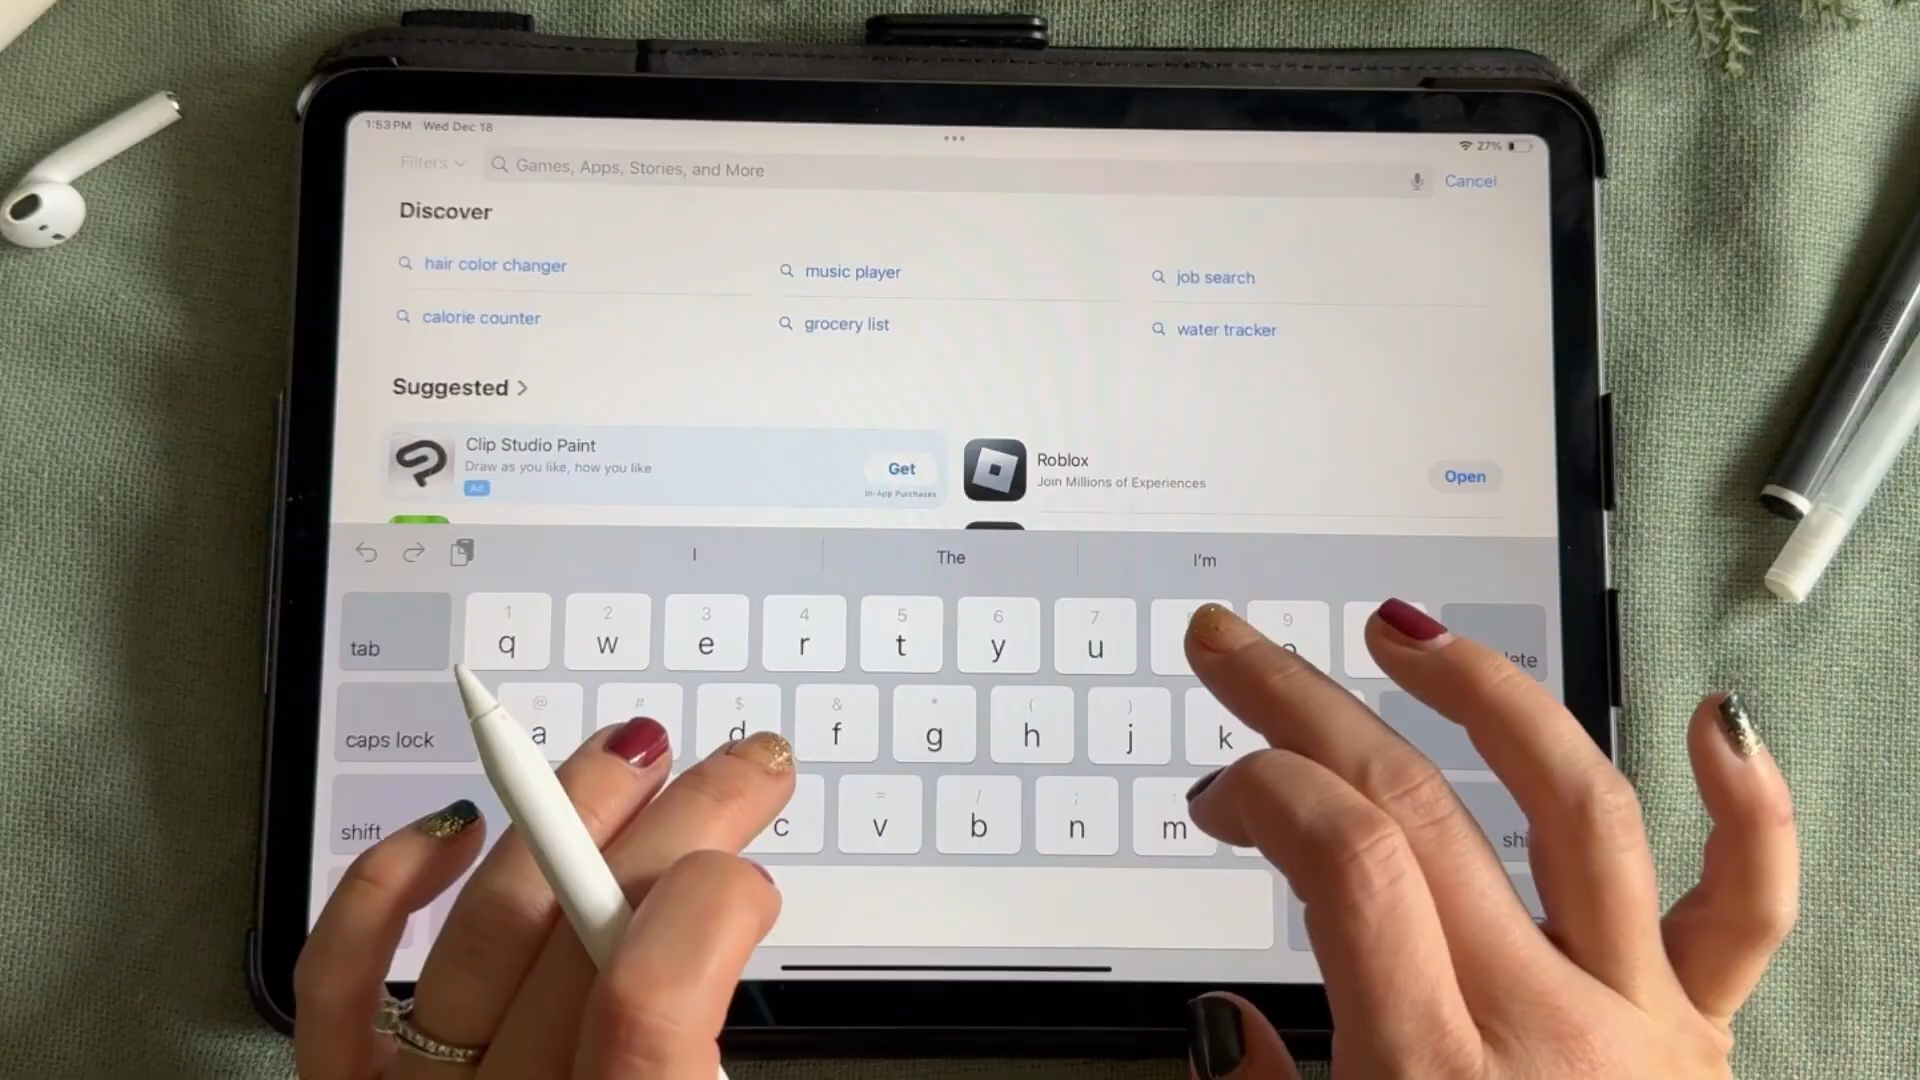 1:53 PM Wed Dec 18
27%
Filters
Games, Apps, Stories, and More
Cancel
Discover
hair color changer
music player
job search
calorie counter
grocery list
water tracker
Suggested >
Clip Studio Paint
Draw as you like, how you like
Ad
Get
In-App Purchases
Roblox
Join Millions of Experiences
Open
I The I'm
1 2 3 4 5 6 7 9
tab q w e r t y u
@ # $ & * ( )
caps lock a d f g h j k
= / ; :
shift c v b n m